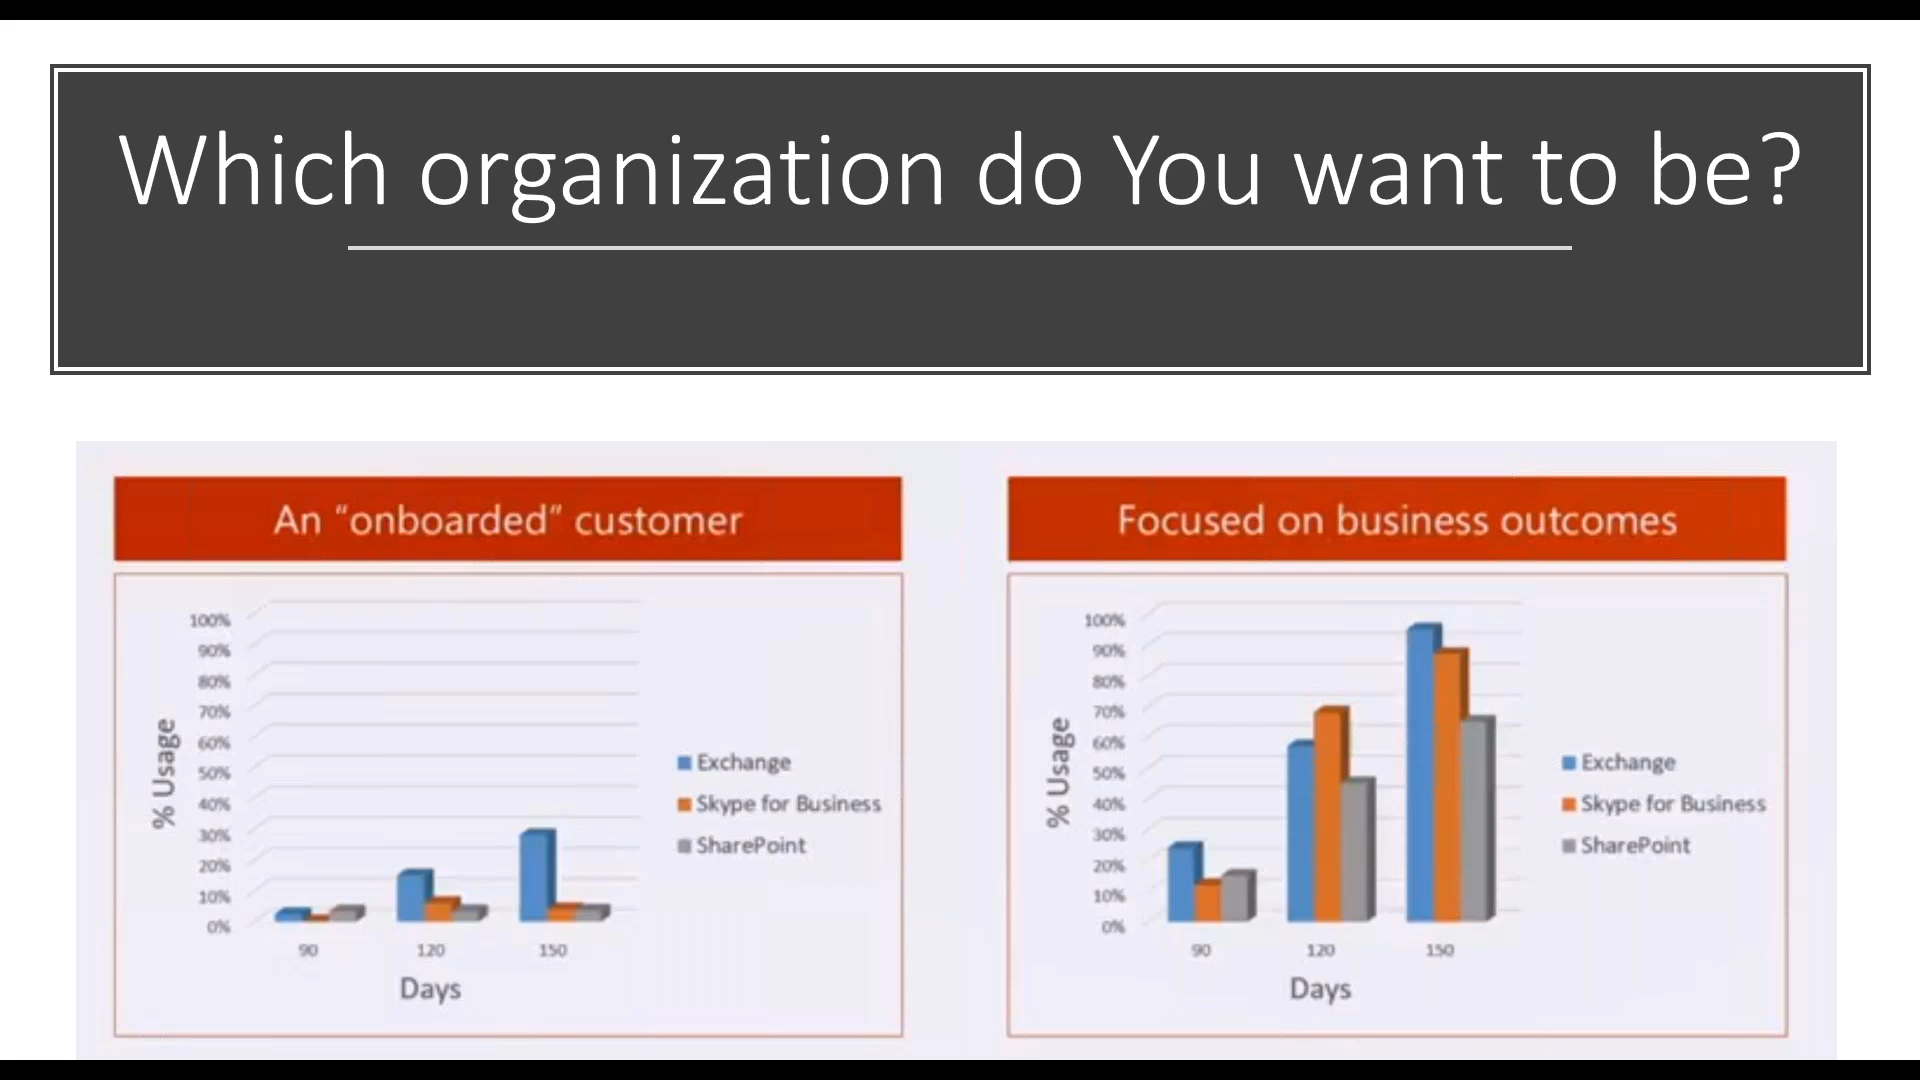 Which organization do You want to be?
An “onboarded” customer
% Usage
100%
90%
80%
70%
60%
50%
40%
30%
20%
10%
0%
90
120
150
Days
Exchange
Skype for Business
SharePoint
Focused on business outcomes
% Usage
100%
90%
80%
70%
60%
50%
40%
30%
20%
10%
0%
90
120
150
Days
Exchange
Skype for Business
SharePoint